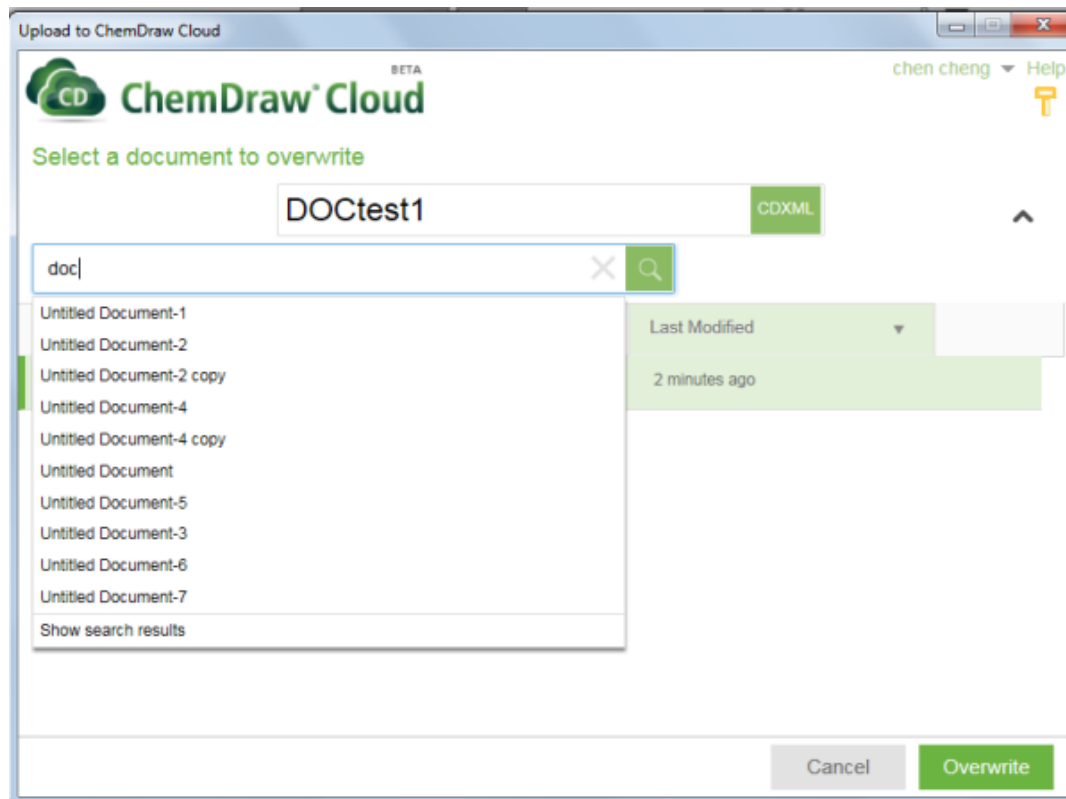 Upload to ChemDraw Cloud
BETA
CD ChemDraw® Cloud
chen cheng Help
Select a document to overwrite
DOCtest1 CDXML
doc
Untitled Document-1
Untitled Document-2
Untitled Document-2 copy
Untitled Document-4
Untitled Document-4 copy
Untitled Document
Untitled Document-5
Untitled Document-3
Untitled Document-6
Untitled Document-7
Show search results
Last Modified
2 minutes ago
Cancel Overwrite